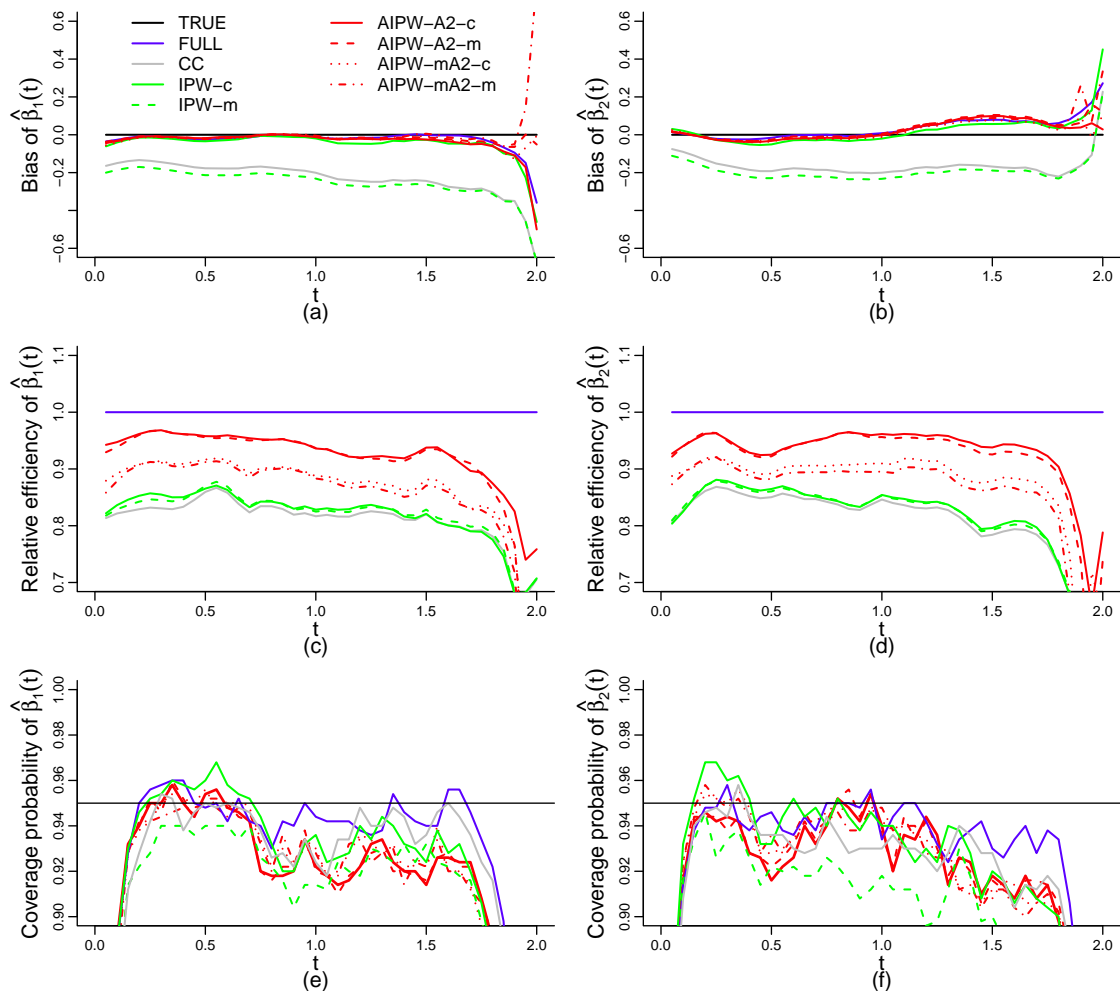 TRUE
FULL
CC
IPW−c
IPW−m
AIPW−A2−c
AIPW−A2−m
AIPW−mA2−c
AIPW−mA2−m
Bias of β̂₁(t)
0.6
0.4
0.2
0.0
−0.2
−0.6
0.0 0.5 1.0 1.5 2.0
t
(a)
Bias of β̂₂(t)
0.6
0.4
0.2
0.0
−0.2
−0.6
0.0 0.5 1.0 1.5 2.0
t
(b)
Relative efficiency of β̂₁(t)
1.1
1.0
0.9
0.8
0.7
0.0 0.5 1.0 1.5 2.0
t
(c)
Relative efficiency of β̂₂(t)
1.1
1.0
0.9
0.8
0.7
0.0 0.5 1.0 1.5 2.0
t
(d)
Coverage probability of β̂₁(t)
1.00
0.98
0.96
0.94
0.92
0.90
0.0 0.5 1.0 1.5 2.0
t
(e)
Coverage probability of β̂₂(t)
1.00
0.98
0.96
0.94
0.92
0.90
0.0 0.5 1.0 1.5 2.0
t
(f)